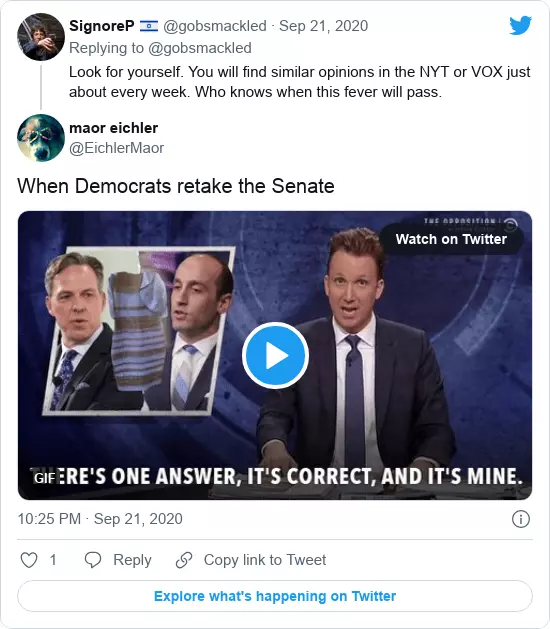 SignoreP @gobsmackled · Sep 21, 2020
Replying to @gobsmackled
Look for yourself. You will find similar opinions in the NYT or VOX just
about every week. Who knows when this fever will pass.
maor eichler
@EichlerMaor
When Democrats retake the Senate
THE OPPOSITION
Watch on Twitter
GIF
THERE'S ONE ANSWER, IT'S CORRECT, AND IT'S MINE.
10:25 PM · Sep 21, 2020
1 Reply Copy link to Tweet
Explore what's happening on Twitter